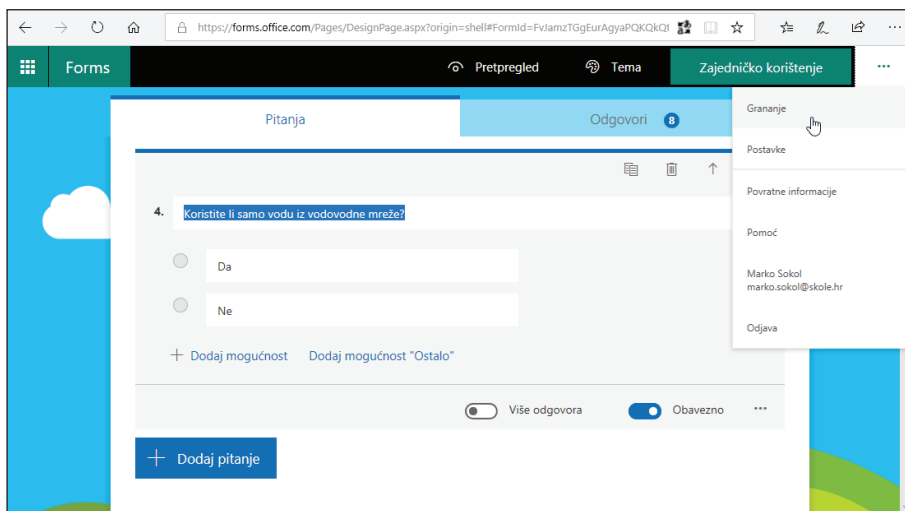 https://forms.office.com/Pages/DesignPage.aspx?origin=shell#FormId=FvJamzTGgEurAgyaPQKQkQt
Forms
Pretpregled
Tema
Zajedničko korištenje
Pitanja
Odgovori 8
4. Koristite li samo vodu iz vodovodne mreže?
Da
Ne
Dodaj mogućnost
Dodaj mogućnost "Ostalo"
Više odgovora
Obavezno
Dodaj pitanje
Grananje
Postavke
Povratne informacije
Pomoć
Marko Sokol
marko.sokol@skole.hr
Odjava